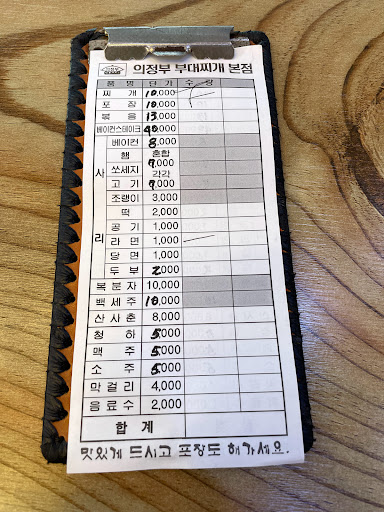 의정부 부대찌개 본점
품 명 단 가 수 량
찌 개 10,000
포 장 10,000
볶 음 13,000
베이컨스테이크 40,000
사 리
베이컨 8,000
햄 혼합
쏘세지 9,000 각각
고 기 9,000
조랭이 3,000
떡 2,000
공 기 1,000
라 면 1,000
당 면 1,000
두 부 2,000
복 분 자 10,000
백 세 주 10,000
산 사 춘 8,000
청 하 5,000
맥 주 5,000
소 주 5,000
막 걸 리 4,000
음 료 수 2,000
합 계
맛있게 드시고 포장도 해가세요.